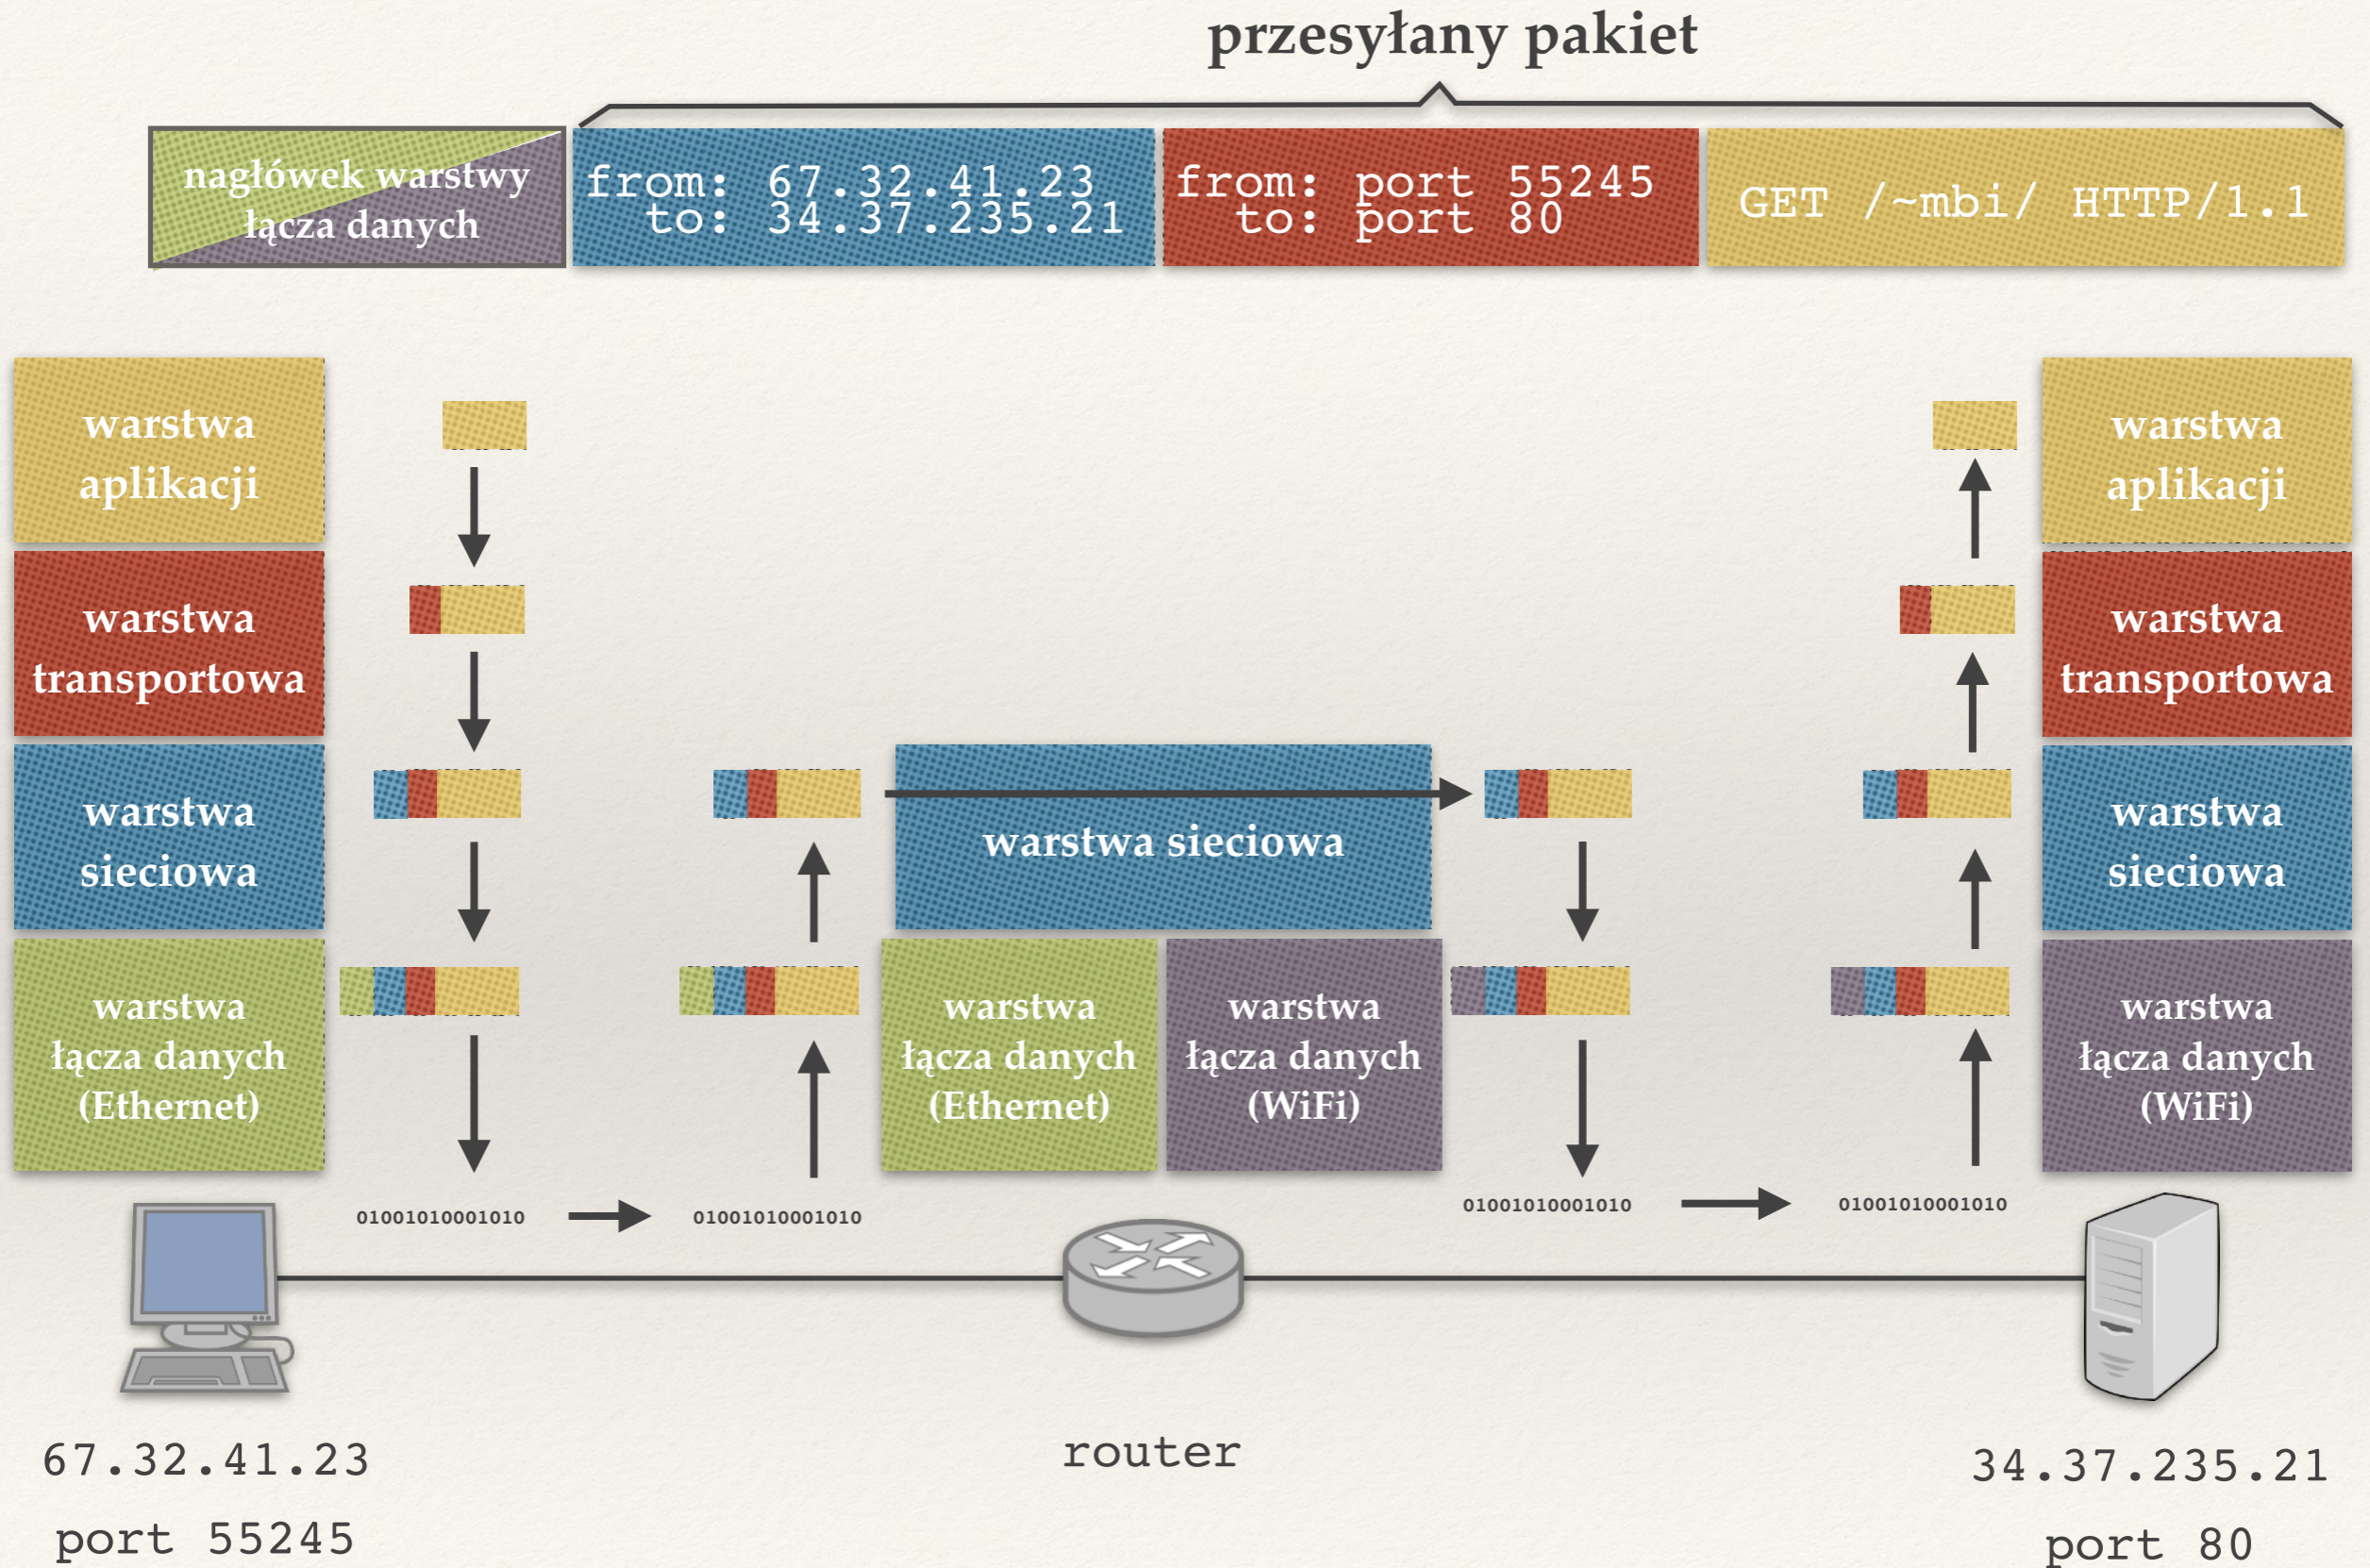 przesyłany pakiet
nagłówek warstwy
łącza danych
from: 67.32.41.23
to: 34.37.235.21
from: port 55245
to: port 80
GET /~mbi/ HTTP/1.1
warstwa
aplikacji
warstwa
transportowa
warstwa
sieciowa
warstwa
łącza danych
(Ethernet)
warstwa sieciowa
warstwa
łącza danych
(Ethernet)
warstwa
łącza danych
(WiFi)
warstwa
aplikacji
warstwa
transportowa
warstwa
sieciowa
warstwa
łącza danych
(WiFi)
01001010001010
01001010001010
01001010001010
01001010001010
67.32.41.23
port 55245
router
34.37.235.21
port 80